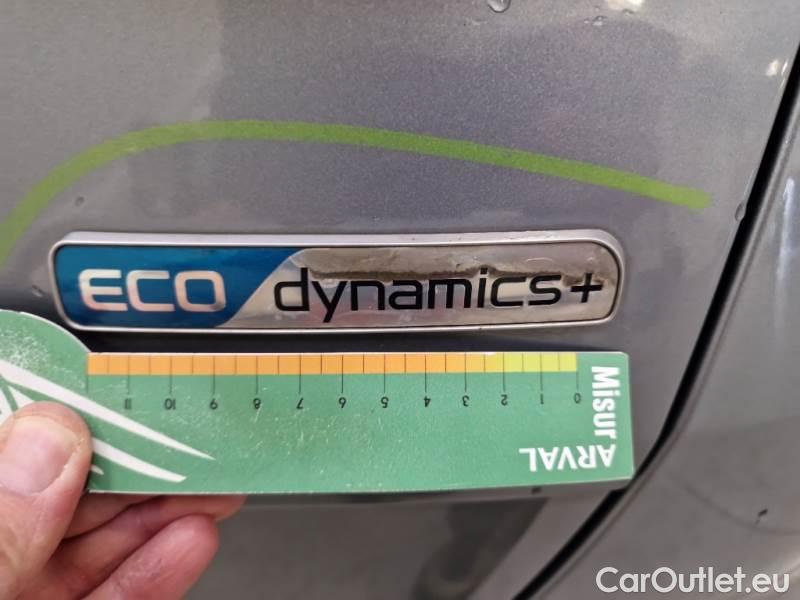 ECO dynamics+
0 1 2 3 4 5 6 7 8 9 10 11
Misur
ARVAL
CarOutlet.eu